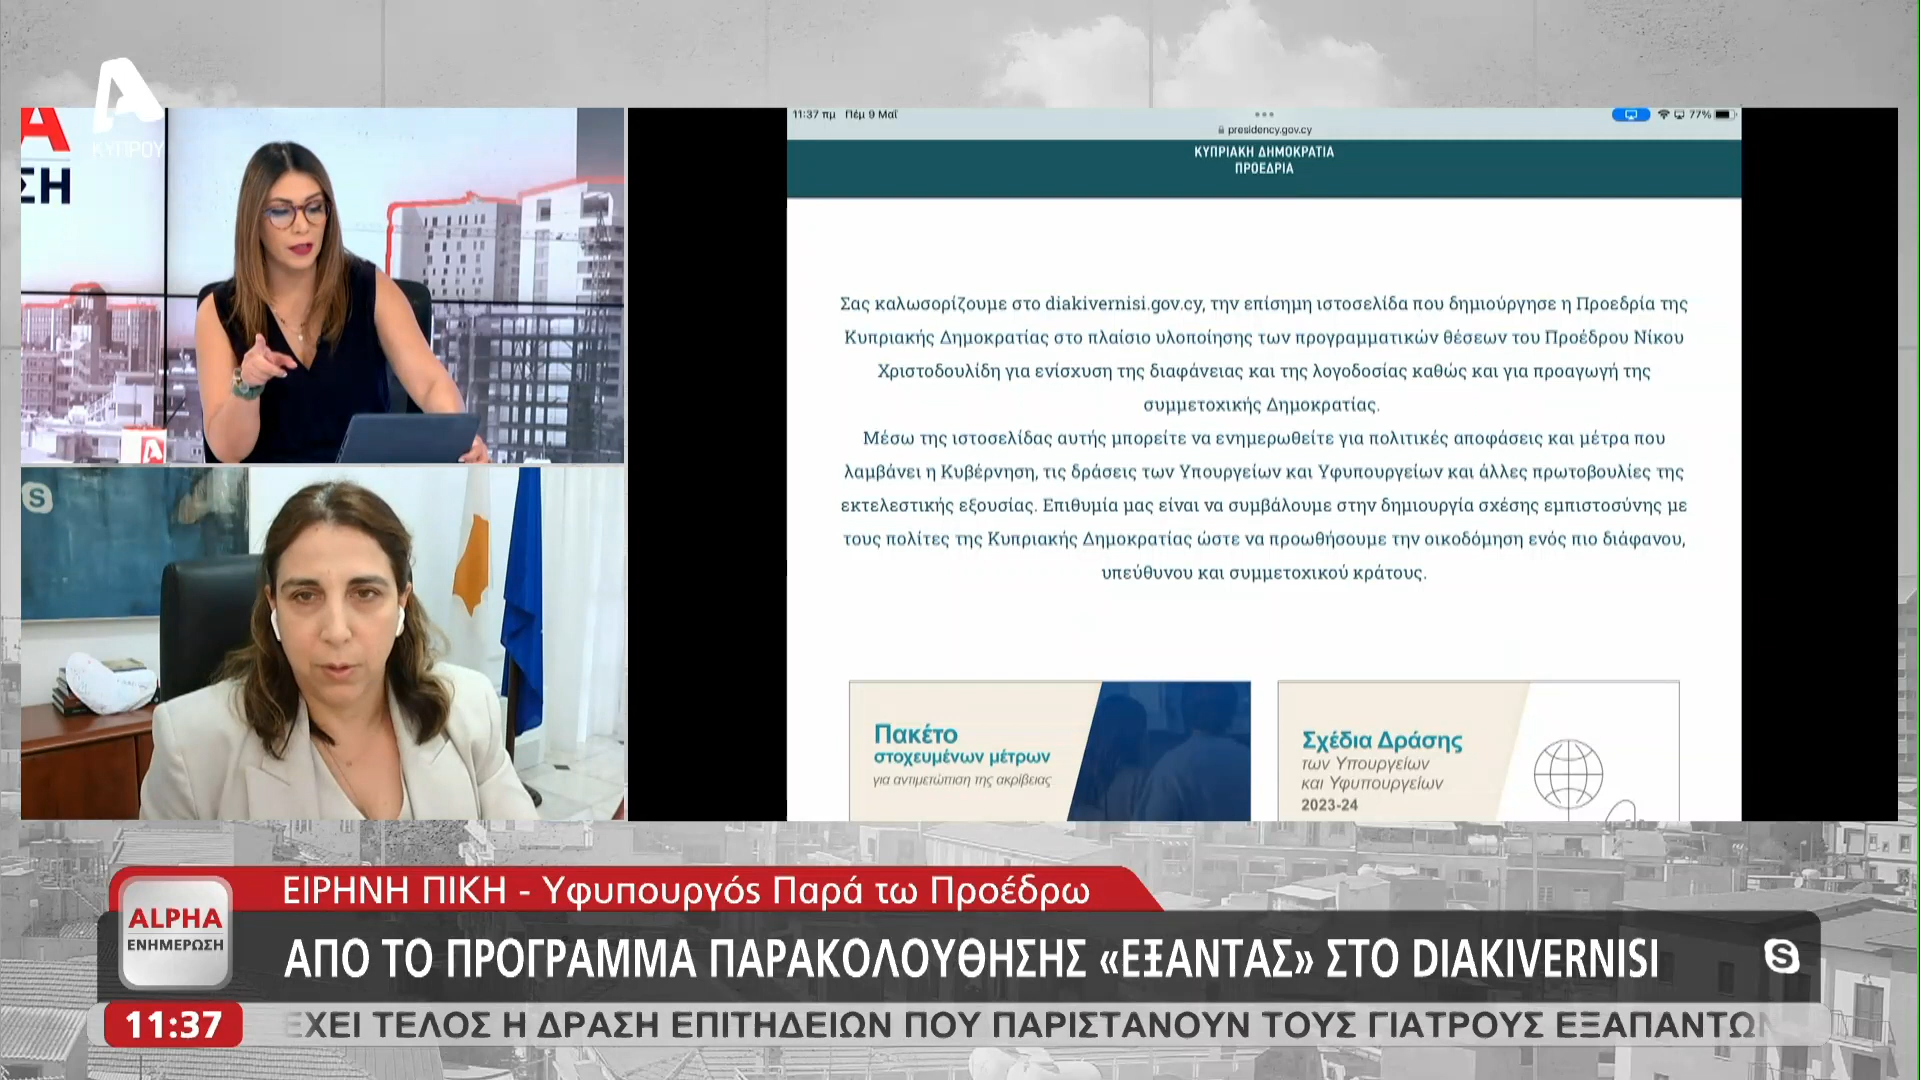 ΚΥΠΡΟΥ
ΣΗ
11:37 πμ Πέμ 9 Μαΐ
77%
presidency.gov.cy
ΚΥΠΡΙΑΚΗ ΔΗΜΟΚΡΑΤΙΑ
ΠΡΟΕΔΡΙΑ
Σας καλωσορίζουμε στο diakivernisi.gov.cy, την επίσημη ιστοσελίδα που δημιούργησε η Προεδρία της
Κυπριακής Δημοκρατίας στο πλαίσιο υλοποίησης των προγραμματικών θέσεων του Προέδρου Νίκου
Χριστοδουλίδη για ενίσχυση της διαφάνειας και της λογοδοσίας καθώς και για προαγωγή της
συμμετοχικής Δημοκρατίας.
Μέσω της ιστοσελίδας αυτής μπορείτε να ενημερωθείτε για πολιτικές αποφάσεις και μέτρα που
λαμβάνει η Κυβέρνηση, τις δράσεις των Υπουργείων και Υφυπουργείων και άλλες πρωτοβουλίες της
εκτελεστικής εξουσίας. Επιθυμία μας είναι να συμβάλουμε στην δημιουργία σχέσης εμπιστοσύνης με
τους πολίτες της Κυπριακής Δημοκρατίας ώστε να προωθήσουμε την οικοδόμηση ενός πιο διάφανου,
υπεύθυνου και συμμετοχικού κράτους.
Πακέτο
στοχευμένων μέτρων
για αντιμετώπιση της ακρίβειας
Σχέδια Δράσης
των Υπουργείων
και Υφυπουργείων
2023-24
ΕΙΡΗΝΗ ΠΙΚΗ - Υφυπουργός Παρά τω Προέδρω
ALPHA
ΕΝΗΜΕΡΩΣΗ
ΑΠΟ ΤΟ ΠΡΟΓΡΑΜΜΑ ΠΑΡΑΚΟΛΟΥΘΗΣΗΣ «ΕΞΑΝΤΑΣ» ΣΤΟ DIAKIVERNISI
11:37
ΕΧΕΙ ΤΕΛΟΣ Η ΔΡΑΣΗ ΕΠΙΤΗΔΕΙΩΝ ΠΟΥ ΠΑΡΙΣΤΑΝΟΥΝ ΤΟΥΣ ΓΙΑΤΡΟΥΣ ΕΞΑΠΑΝΤΩΝ